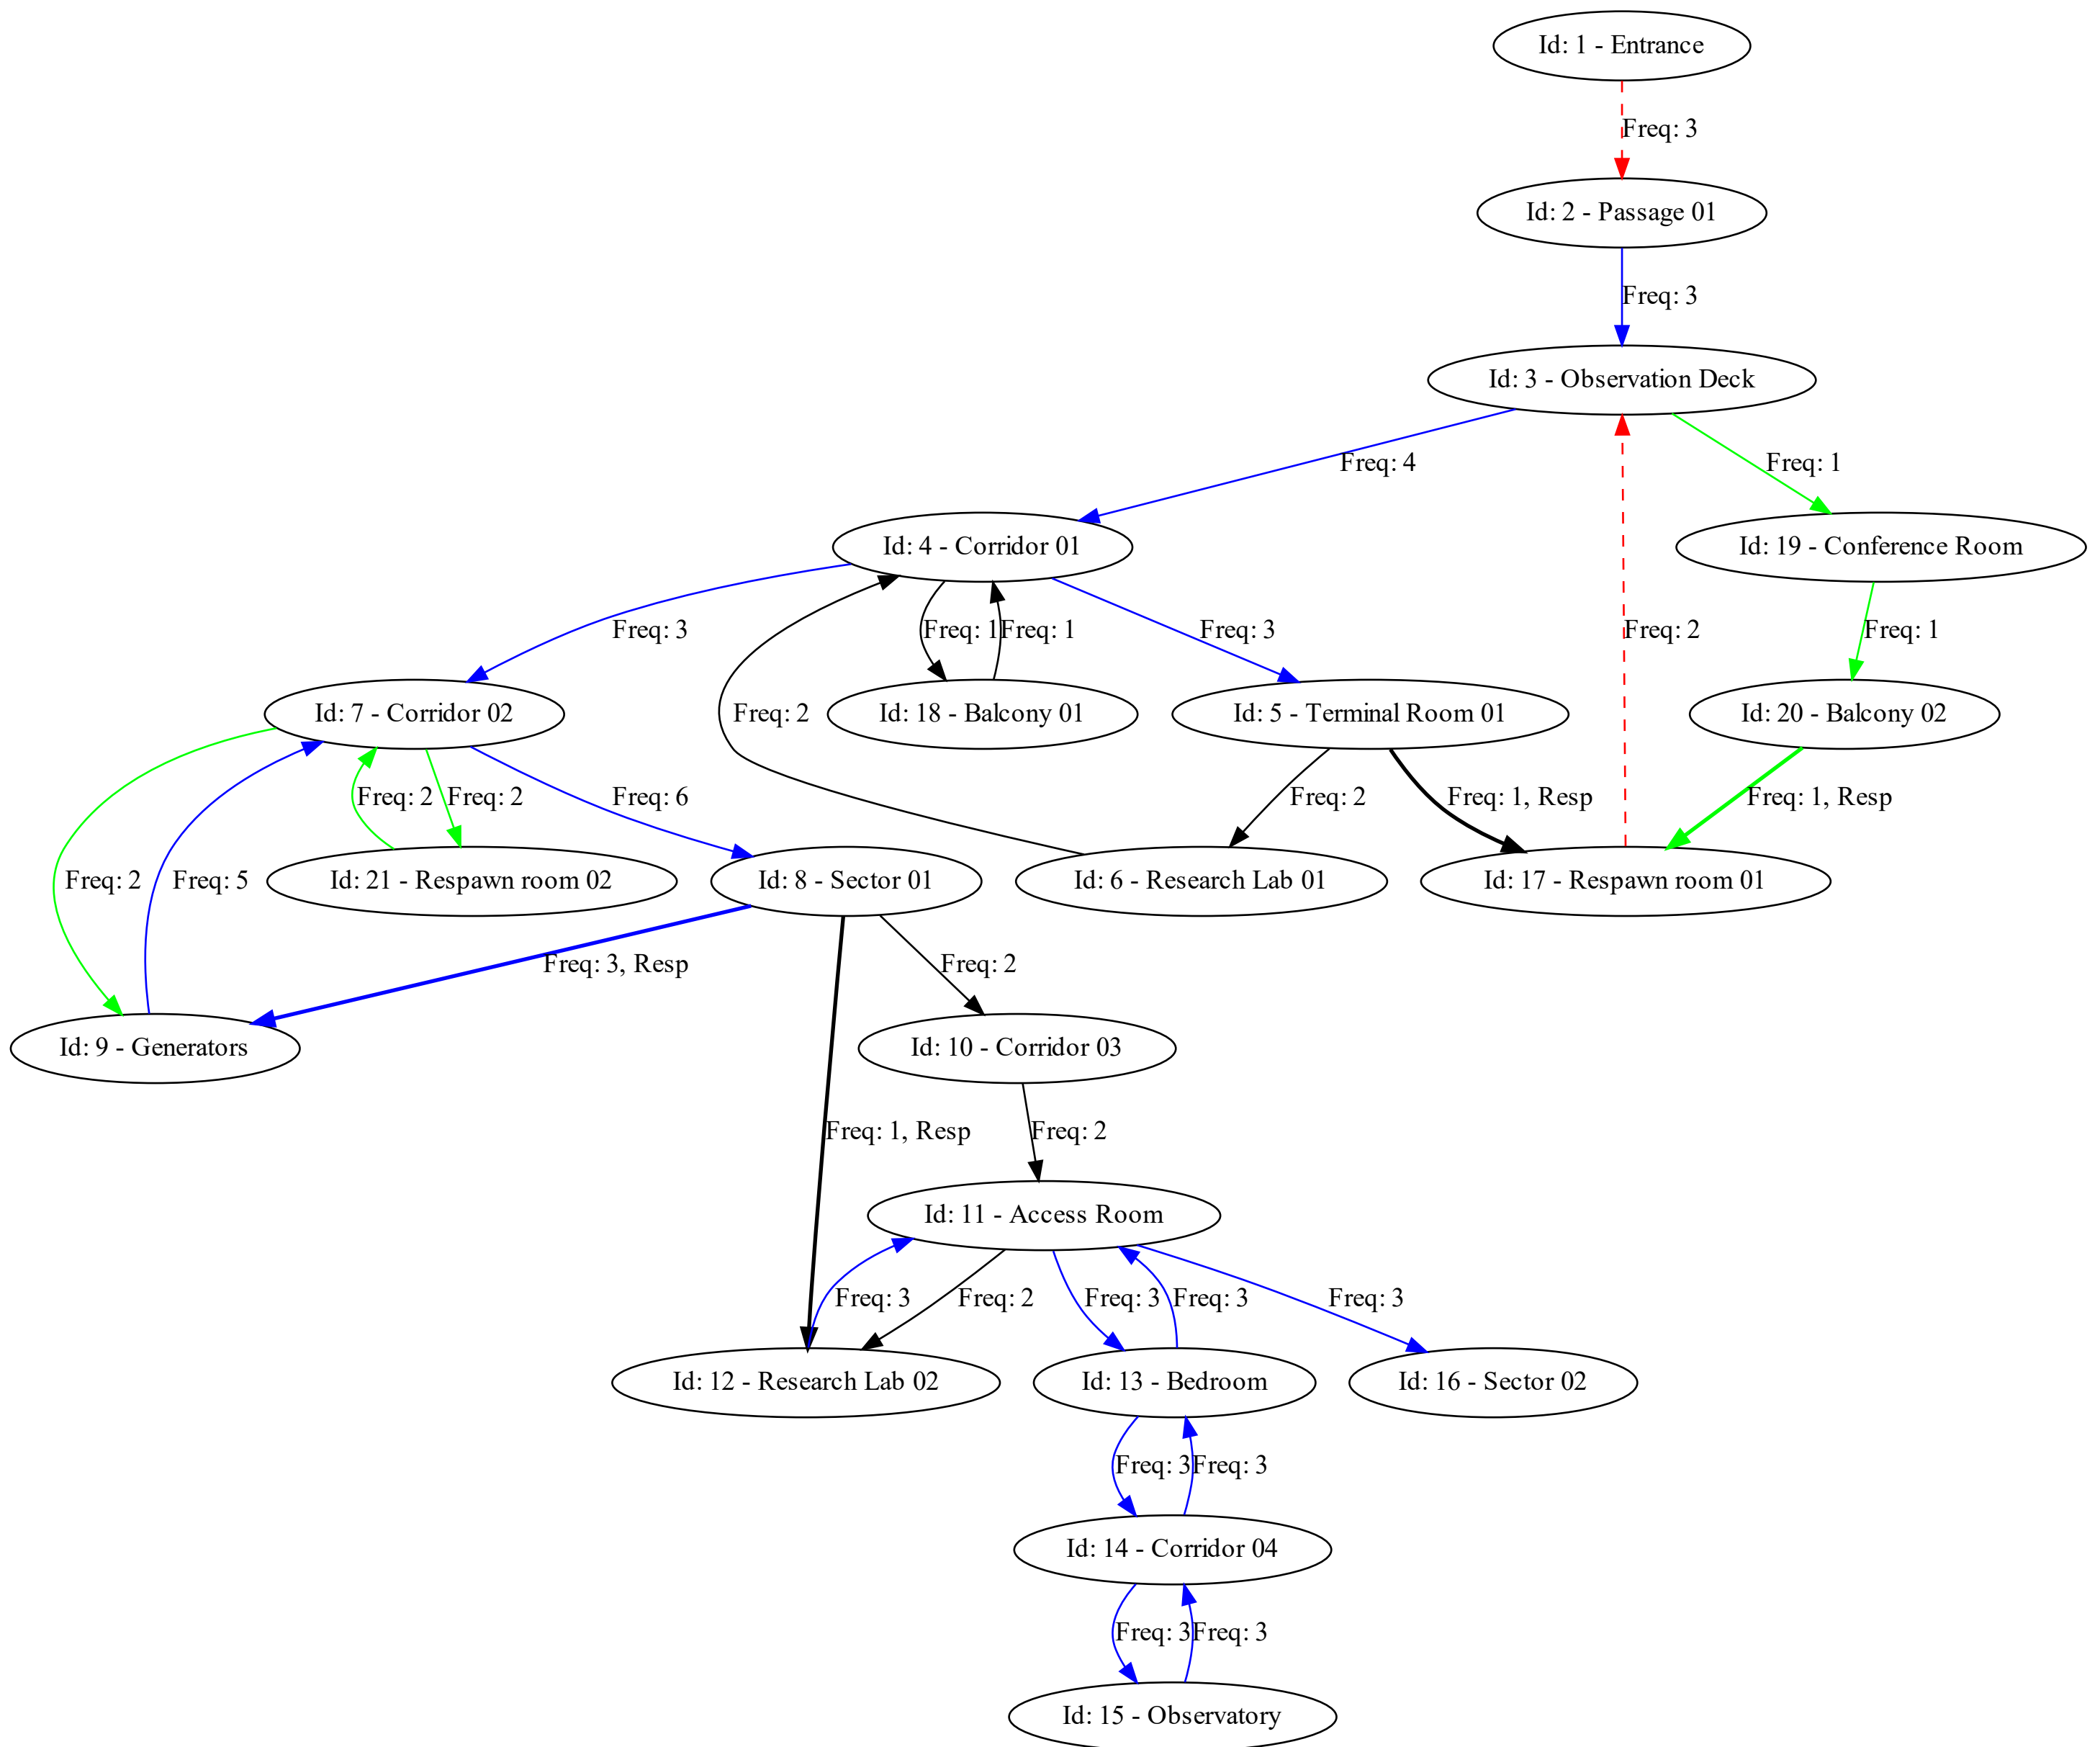 Id: 1 - Entrance
Freq: 3
Id: 2 - Passage 01
Freq: 3
Id: 3 - Observation Deck
Freq: 4
Freq: 1
Id: 4 - Corridor 01
Id: 19 - Conference Room
Freq: 3
Freq: 1
Freq: 1
Freq: 3
Freq: 2
Freq: 1
Id: 7 - Corridor 02
Freq: 2
Id: 18 - Balcony 01
Id: 5 - Terminal Room 01
Id: 20 - Balcony 02
Freq: 2
Freq: 2
Freq: 6
Freq: 2
Freq: 1, Resp
Freq: 1, Resp
Freq: 2
Freq: 5
Id: 21 - Respawn room 02
Id: 8 - Sector 01
Id: 6 - Research Lab 01
Id: 17 - Respawn room 01
Freq: 3, Resp
Freq: 2
Id: 9 - Generators
Id: 10 - Corridor 03
Freq: 1, Resp
Freq: 2
Id: 11 - Access Room
Freq: 3
Freq: 2
Freq: 3
Freq: 3
Freq: 3
Id: 12 - Research Lab 02
Id: 13 - Bedroom
Id: 16 - Sector 02
Freq: 3
Freq: 3
Id: 14 - Corridor 04
Freq: 3
Freq: 3
Id: 15 - Observatory